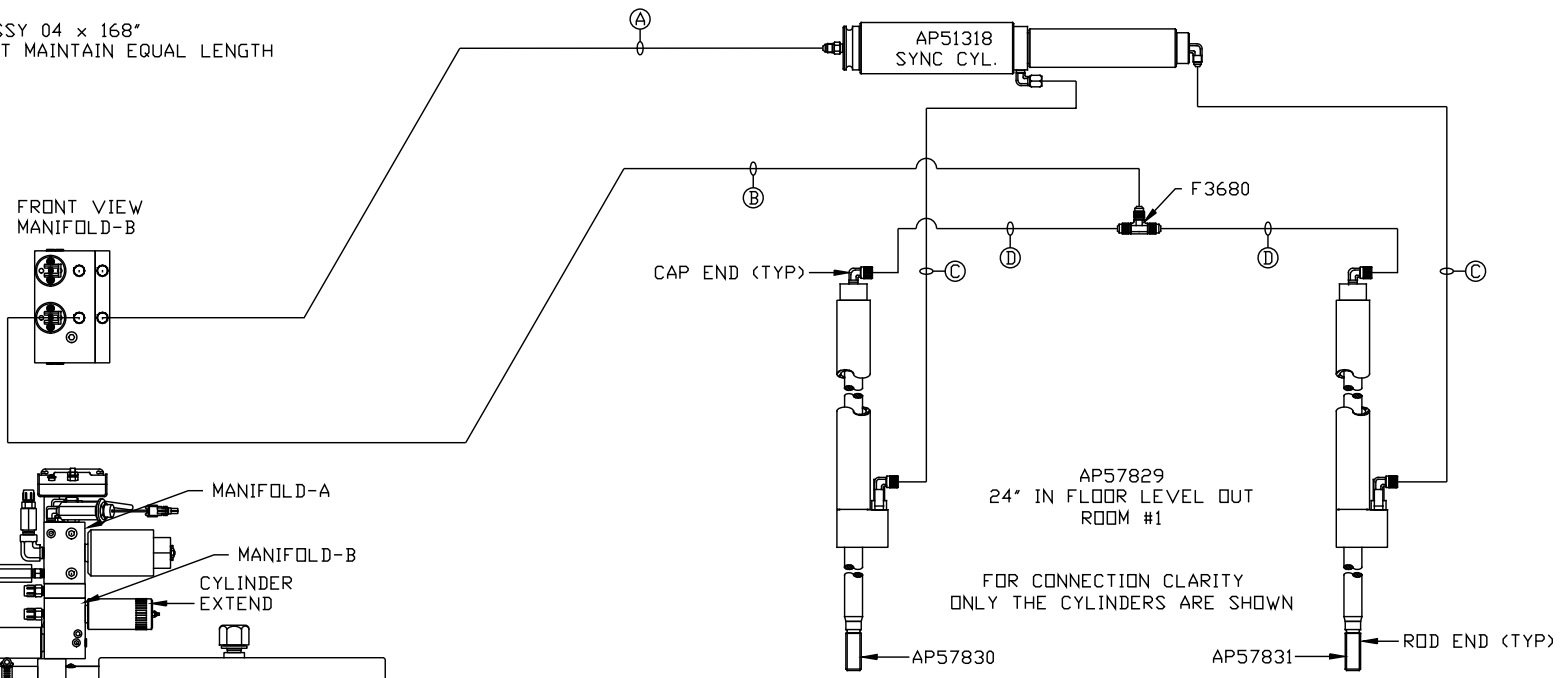 SSY 04 x 168"
T MAINTAIN EQUAL LENGTH
A
AP51318
SYNC CYL.
B
F3680
FRONT VIEW
MANIFOLD-B
CAP END (TYP)
C
D
D
C
MANIFOLD-A
MANIFOLD-B
CYLINDER
EXTEND
AP57829
24" IN FLOOR LEVEL OUT
ROOM #1
FOR CONNECTION CLARITY
ONLY THE CYLINDERS ARE SHOWN
AP57830
AP57831
ROD END (TYP)